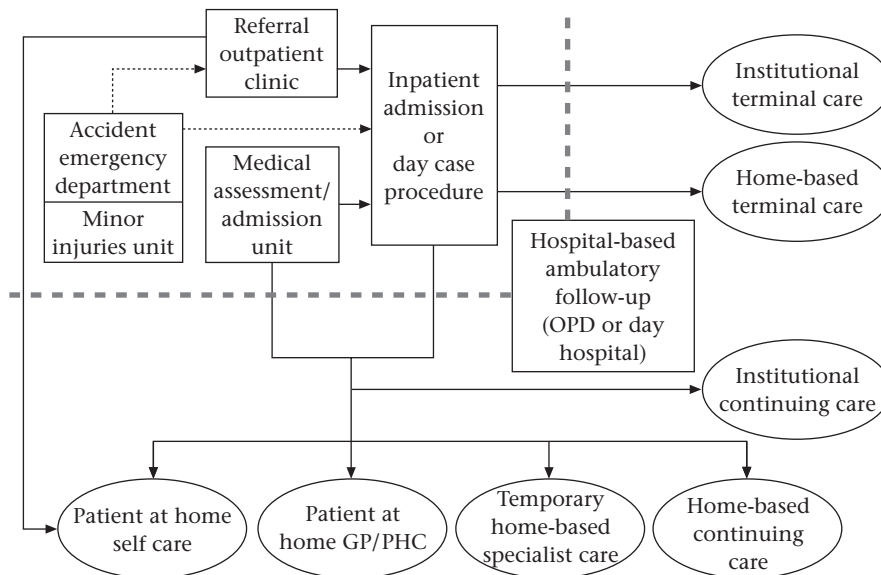 Referral
outpatient
clinic
Inpatient
admission
or
day case
procedure
Institutional
terminal care
Accident
emergency
department
Minor
injuries unit
Medical
assessment/
admission
unit
Home-based
terminal care
Hospital-based
ambulatory
follow-up
(OPD or day
hospital)
Institutional
continuing care
Patient at home
self care
Patient at
home GP/PHC
Temporary
home-based
specialist care
Home-based
continuing
care